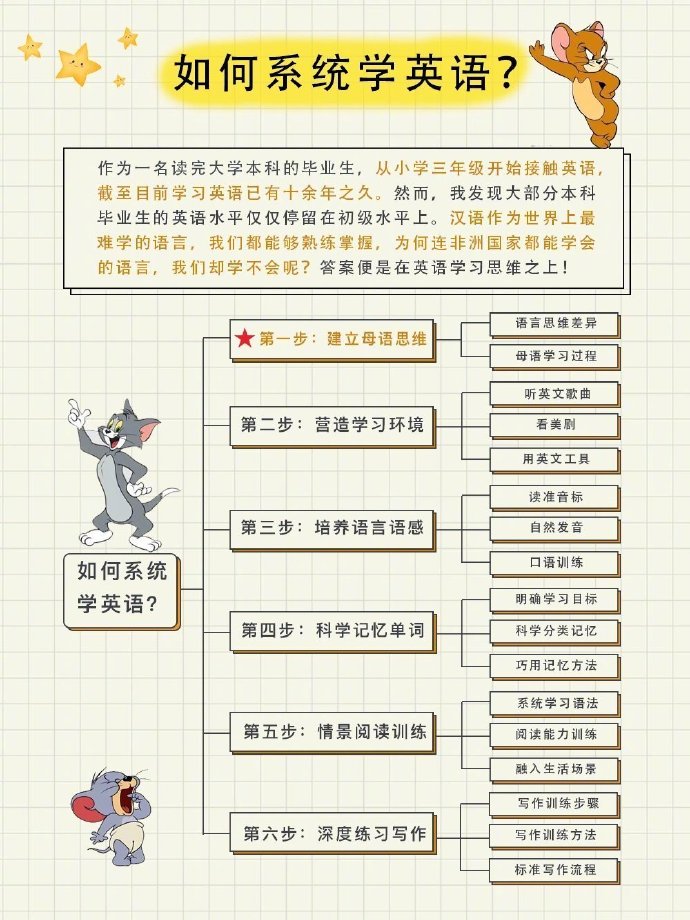 如何系统学英语？
作为一名读完大学本科的毕业生，从小学三年级开始接触英语，
截至目前学习英语已有十余年之久。然而，我发现大部分本科
毕业生的英语水平仅仅停留在初级水平上。汉语作为世界上最
难学的语言，我们都能够熟练掌握，为何连非洲国家都能学会
的语言，我们却学不会呢？答案便是在英语学习思维之上！
如何系统
学英语？
第一步：建立母语思维
语言思维差异
母语学习过程
第二步：营造学习环境
听英文歌曲
看美剧
用英文工具
第三步：培养语言语感
读准音标
自然发音
口语训练
第四步：科学记忆单词
明确学习目标
科学分类记忆
巧用记忆方法
第五步：情景阅读训练
系统学习语法
阅读能力训练
融入生活场景
第六步：深度练习写作
写作训练步骤
写作训练方法
标准写作流程